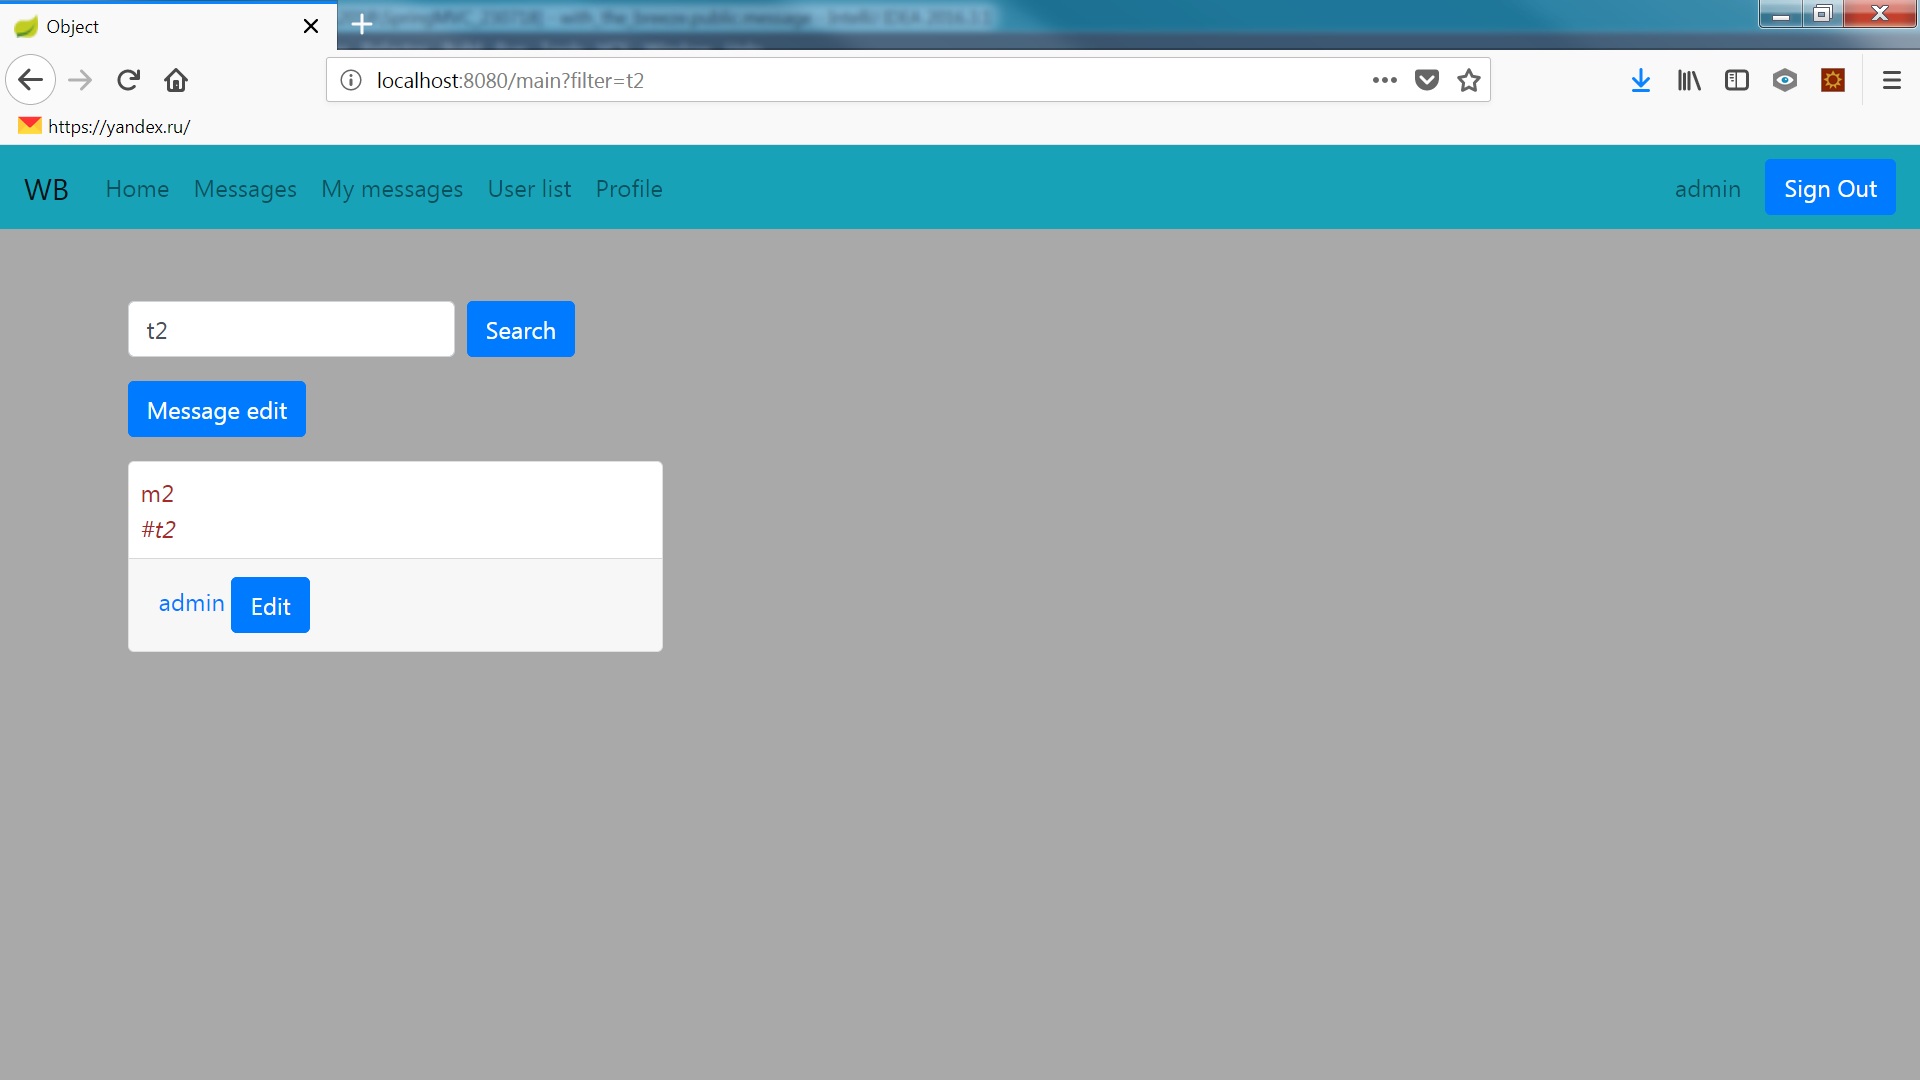 Object
localhost:8080/main?filter=t2
https://yandex.ru/
WB Home Messages My messages User list Profile admin Sign Out
t2 Search
Message edit
m2
#t2
admin Edit